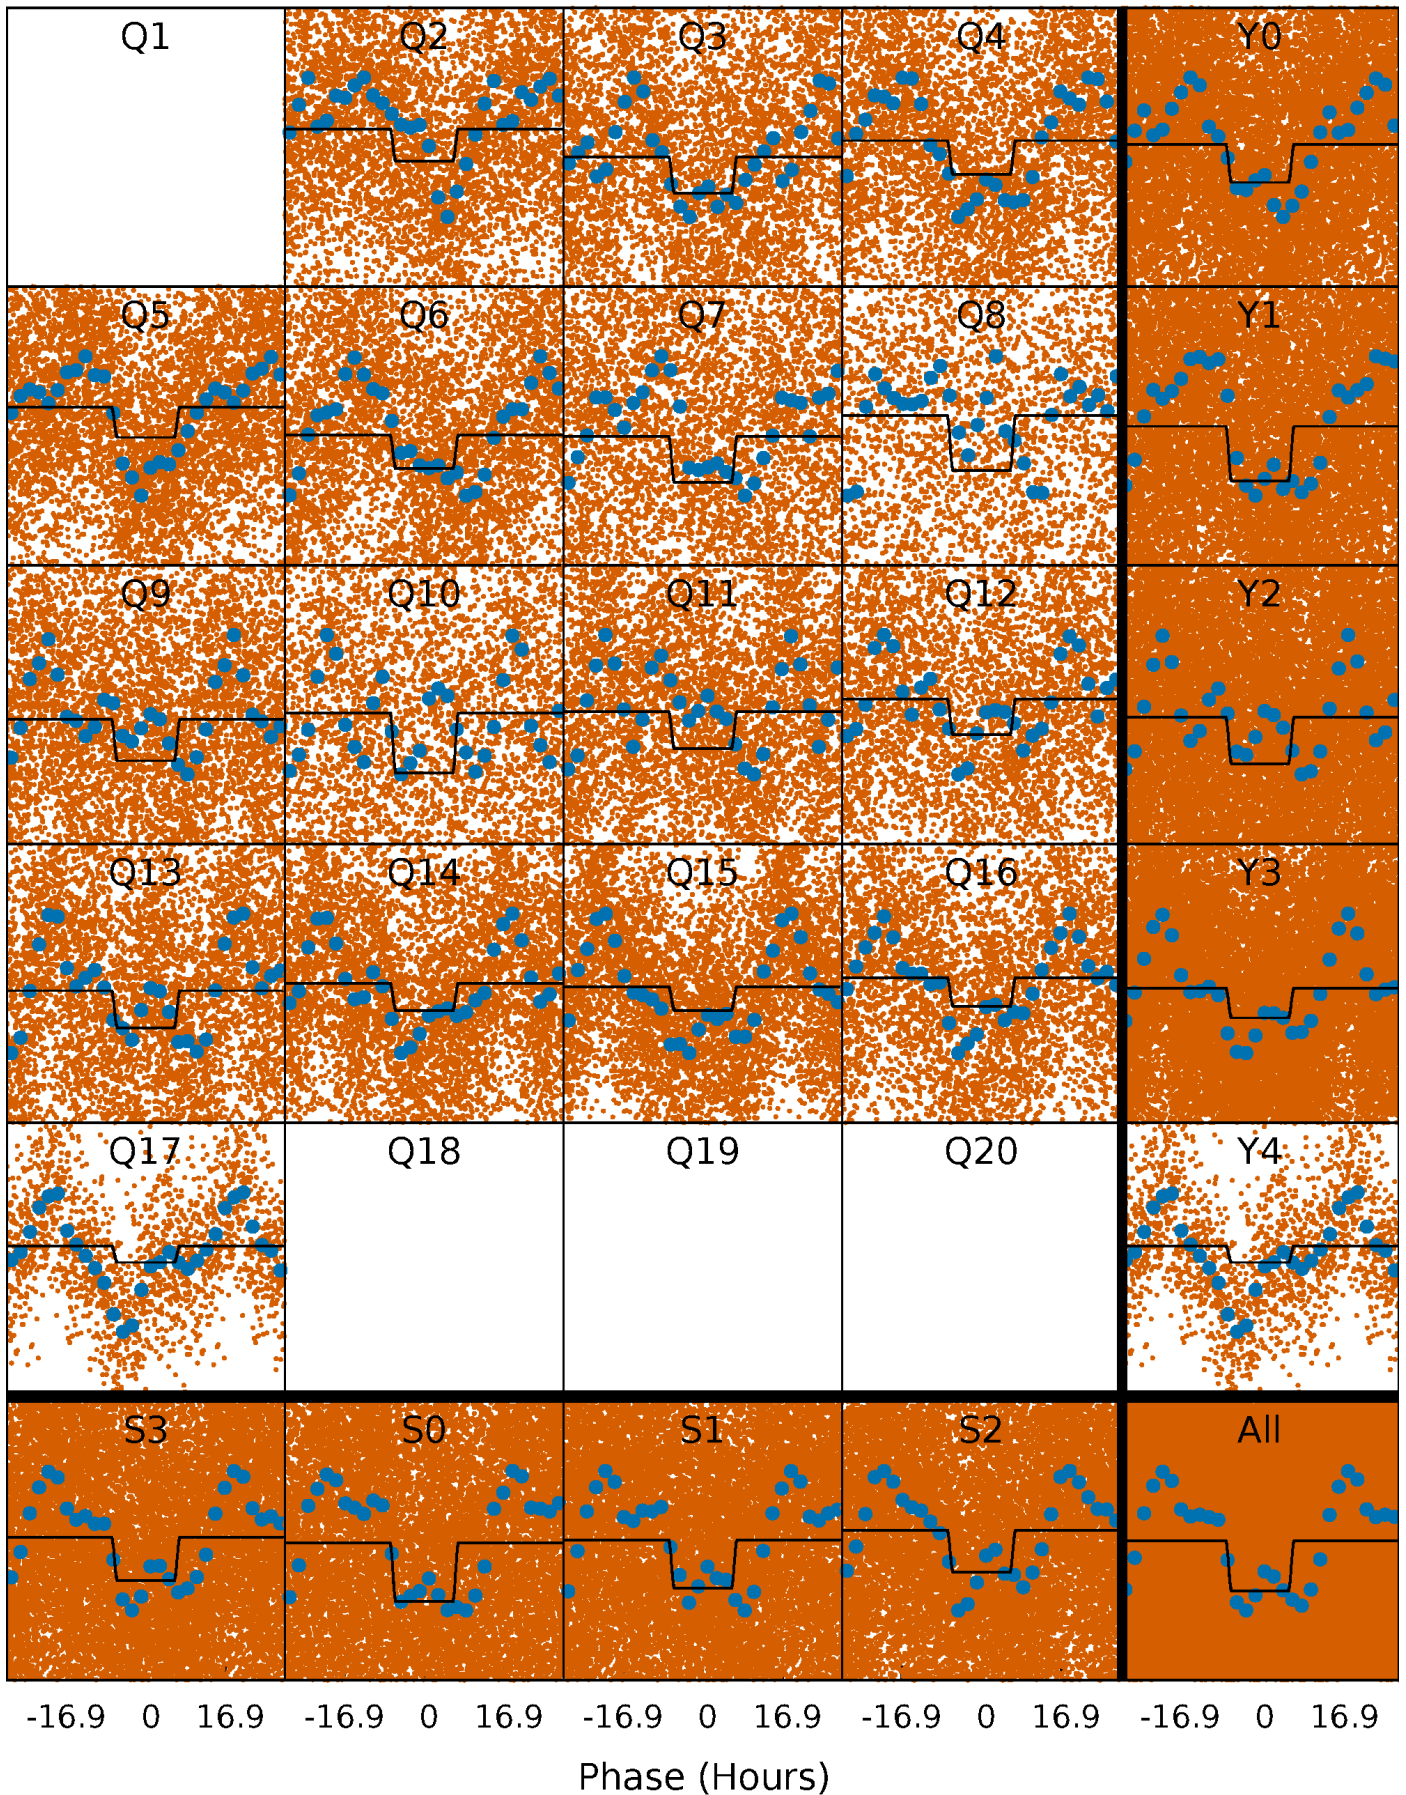 Q1 Q2 Q3 Q4 Y0
Q5 Q6 Q7 Q8 Y1
Q9 Q10 Q11 Q12 Y2
Q13 Q14 Q15 Q16 Y3
Q17 Q18 Q19 Q20 Y4
S3 S0 S1 S2 All
-16.9 0 16.9 -16.9 0 16.9 -16.9 0 16.9 -16.9 0 16.9 -16.9 0 16.9
Phase (Hours)